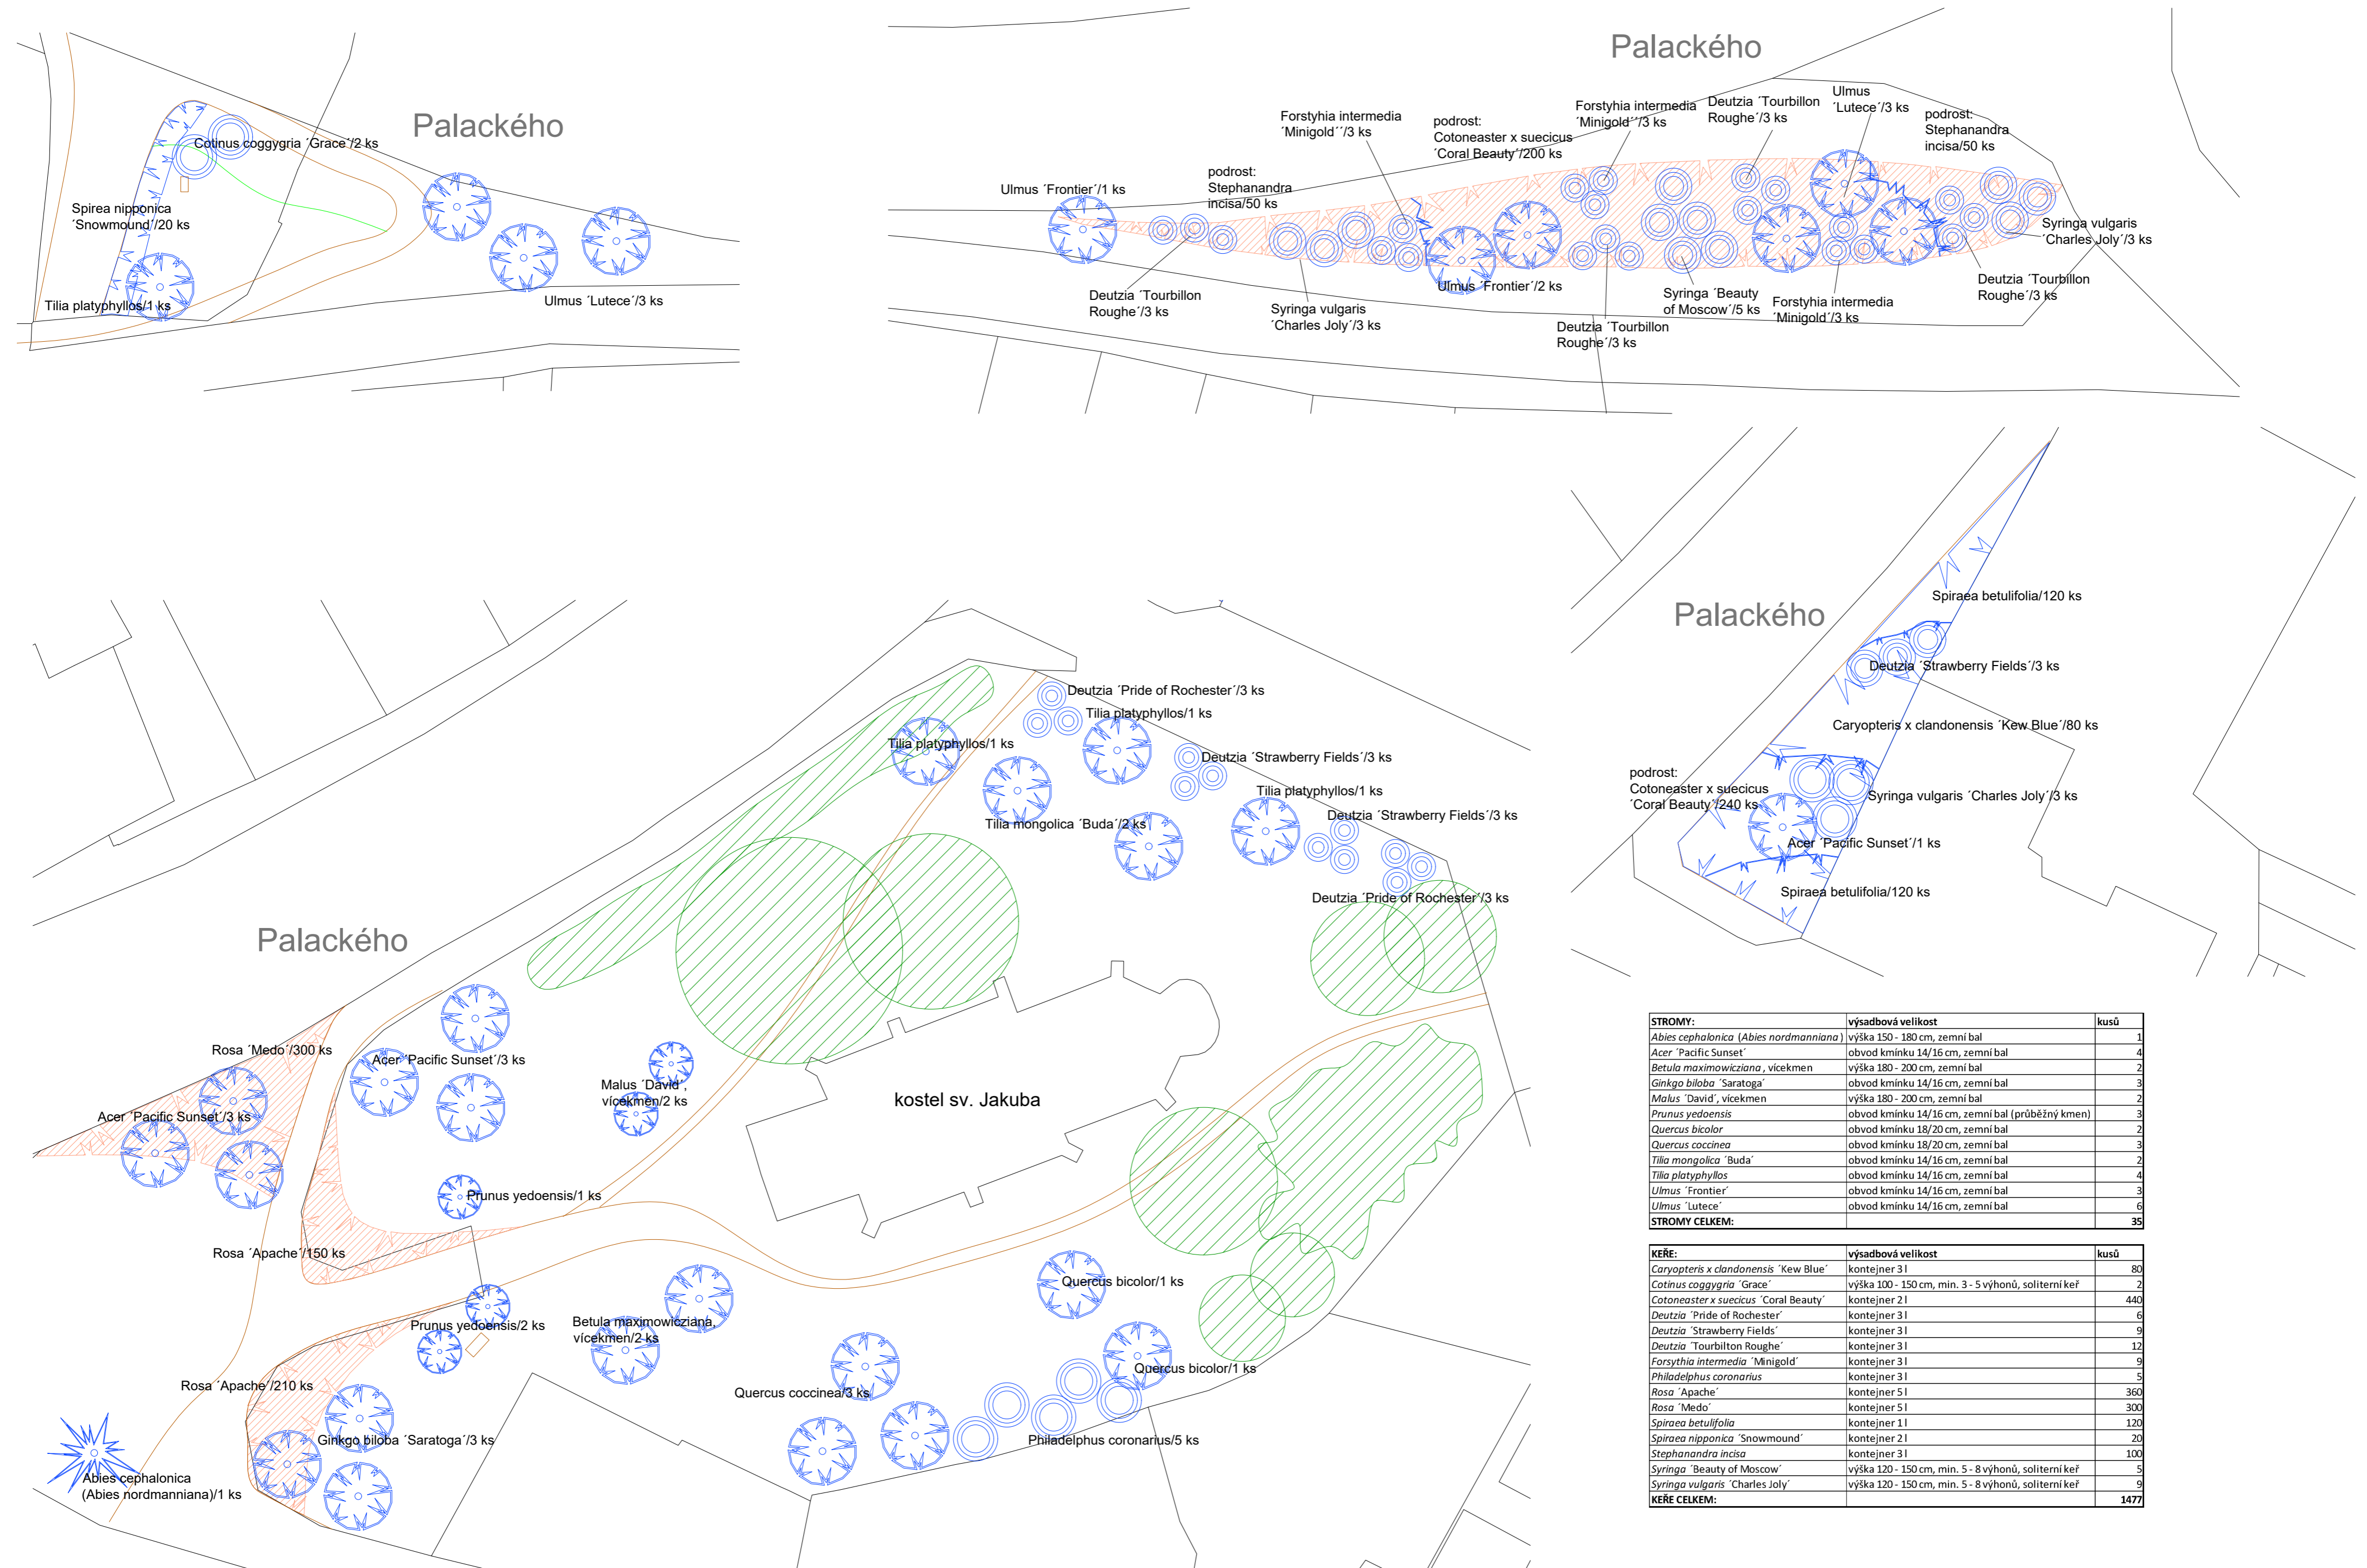 Palackého
Cotinus coggygria ´Grace´/2 ks
Spirea nipponica
´Snowmound´/20 ks
Tilia platyphyllos/1 ks
Ulmus ´Lutece´/3 ks
Palackého
Ulmus ´Frontier´/1 ks
podrost:
Stephanandra
incisa/50 ks
Forstyhia intermedia
´Minigold´´/3 ks
podrost:
Cotoneaster x suecicus
´Coral Beauty´/200 ks
Forstyhia intermedia
´Minigold´´/3 ks
Deutzia ´Tourbillon
Roughe´/3 ks
Ulmus
´Lutece´/3 ks
podrost:
Stephanandra
incisa/50 ks
Syringa vulgaris
´Charles Joly´/3 ks
Deutzia ´Tourbillon
Roughe´/3 ks
Deutzia ´Tourbillon
Roughe´/3 ks
Syringa vulgaris
´Charles Joly´/3 ks
Ulmus ´Frontier´/2 ks
Deutzia ´Tourbillon
Roughe´/3 ks
Syringa ´Beauty
of Moscow´/5 ks
Forstyhia intermedia
´Minigold´/3 ks
Palackého
Spiraea betulifolia/120 ks
Deutzia ´Strawberry Fields´/3 ks
Caryopteris x clandonensis ´Kew Blue´/80 ks
podrost:
Cotoneaster x suecicus
´Coral Beauty´/240 ks
Syringa vulgaris ´Charles Joly´/3 ks
Acer ´Pacific Sunset´/1 ks
Spiraea betulifolia/120 ks
Deutzia ´Pride of Rochester´/3 ks
Tilia platyphyllos/1 ks
Tilia platyphyllos/1 ks
Deutzia ´Strawberry Fields´/3 ks
Tilia platyphyllos/1 ks
Tilia mongolica ´Buda´/2 ks
Deutzia ´Strawberry Fields´/3 ks
Deutzia ´Pride of Rochester´/3 ks
Palackého
Rosa ´Medo´/300 ks
Acer ´Pacific Sunset´/3 ks
Acer ´Pacific Sunset´/3 ks
Malus ´David´,
vícekmen/2 ks
kostel sv. Jakuba
Prunus yedoensis/1 ks
Rosa ´Apache´/150 ks
Quercus bicolor/1 ks
Prunus yedoensis/2 ks
Betula maximowicziana,
vícekmen/2 ks
Quercus bicolor/1 ks
Rosa ´Apache´/210 ks
Quercus coccinea/3 ks
Philadelphus coronarius/5 ks
Ginkgo biloba ´Saratoga´/3 ks
Abies cephalonica
(Abies nordmanniana)/1 ks
STROMY: výsadbová velikost kusů
Abies cephalonica (Abies nordmanniana) výška 150 - 180 cm, zemní bal 1
Acer ´Pacific Sunset´ obvod kmínku 14/16 cm, zemní bal 4
Betula maximowicziana, vícekmen výška 180 - 200 cm, zemní bal 2
Ginkgo biloba ´Saratoga´ obvod kmínku 14/16 cm, zemní bal 3
Malus ´David´, vícekmen výška 180 - 200 cm, zemní bal 2
Prunus yedoensis obvod kmínku 14/16 cm, zemní bal (průběžný kmen) 3
Quercus bicolor obvod kmínku 18/20 cm, zemní bal 2
Quercus coccinea obvod kmínku 18/20 cm, zemní bal 3
Tilia mongolica ´Buda´ obvod kmínku 14/16 cm, zemní bal 2
Tilia platyphyllos obvod kmínku 14/16 cm, zemní bal 4
Ulmus ´Frontier´ obvod kmínku 14/16 cm, zemní bal 3
Ulmus ´Lutece´ obvod kmínku 14/16 cm, zemní bal 6
STROMY CELKEM: 35
KEŘE: výsadbová velikost kusů
Caryopteris x clandonensis ´Kew Blue´ kontejner 3 l 80
Cotinus coggygria ´Grace´ výška 100 - 150 cm, min. 3 - 5 výhonů, soliterní keř 2
Cotoneaster x suecicus ´Coral Beauty´ kontejner 2 l 440
Deutzia ´Pride of Rochester´ kontejner 3 l 6
Deutzia ´Strawberry Fields´ kontejner 3 l 9
Deutzia ´Tourbilton Roughe´ kontejner 3 l 12
Forsythia intermedia ´Minigold´ kontejner 3 l 9
Philadelphus coronarius kontejner 3 l 5
Rosa ´Apache´ kontejner 5 l 360
Rosa ´Medo´ kontejner 5 l 300
Spiraea betulifolia kontejner 1 l 120
Spiraea nipponica ´Snowmound´ kontejner 2 l 20
Stephanandra incisa kontejner 3 l 100
Syringa ´Beauty of Moscow´ výška 120 - 150 cm, min. 5 - 8 výhonů, soliterní keř 5
Syringa vulgaris ´Charles Joly´ výška 120 - 150 cm, min. 5 - 8 výhonů, soliterní keř 9
KEŘE CELKEM: 1477